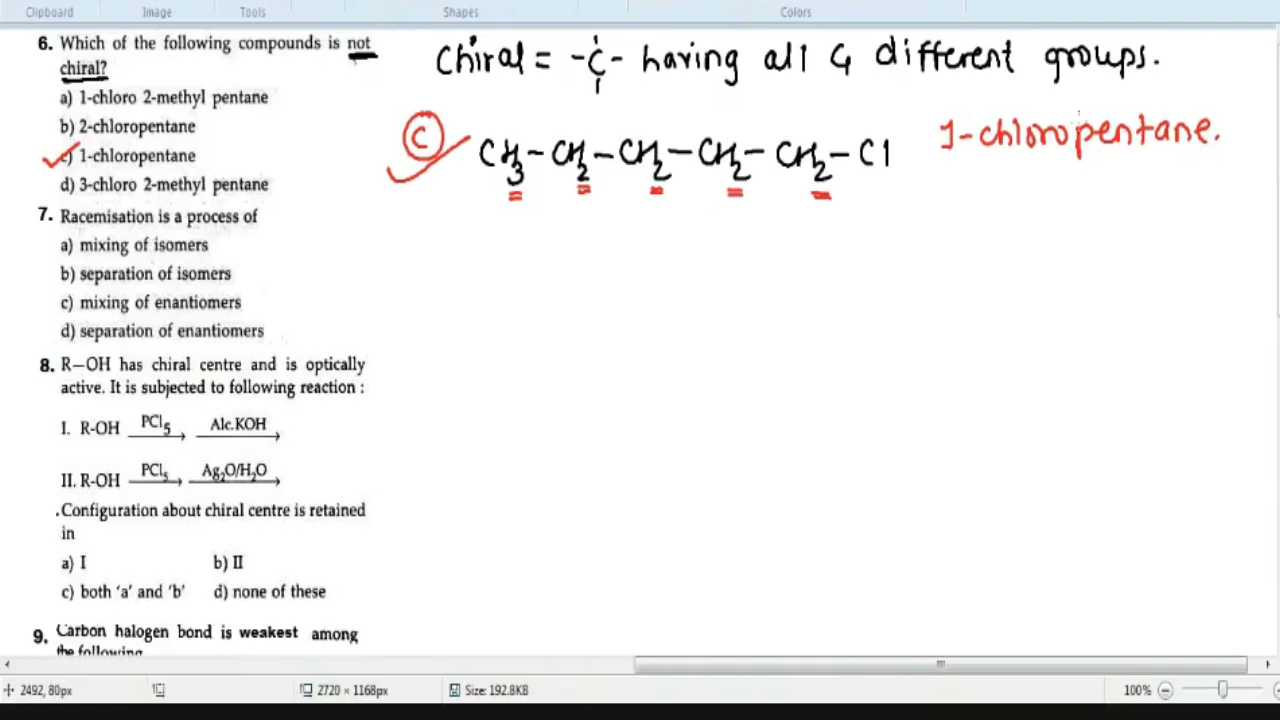 Clipboard Image Tools Shapes Colors
6. Which of the following compounds is not
chiral?
a) 1-chloro 2-methyl pentane
b) 2-chloropentane
c) 1-chloropentane
d) 3-chloro 2-methyl pentane
7. Racemisation is a process of
a) mixing of isomers
b) separation of isomers
c) mixing of enantiomers
d) separation of enantiomers
8. R–OH has chiral centre and is optically
active. It is subjected to following reaction :
PCl5 Alc.KOH
I. R-OH ⟶ ⟶
PCl5 Ag2O/H2O
II. R-OH ⟶ ⟶
.Configuration about chiral centre is retained
in
a) I b) II
c) both 'a' and 'b' d) none of these
9. Carbon halogen bond is weakest among
the following
Chiral = -C- having all 4 different groups.
C CH3-CH2-CH2-CH2-CH2-Cl 1-chloropentane.
2492, 80px 2720 × 1168px Size: 192.8KB 100%